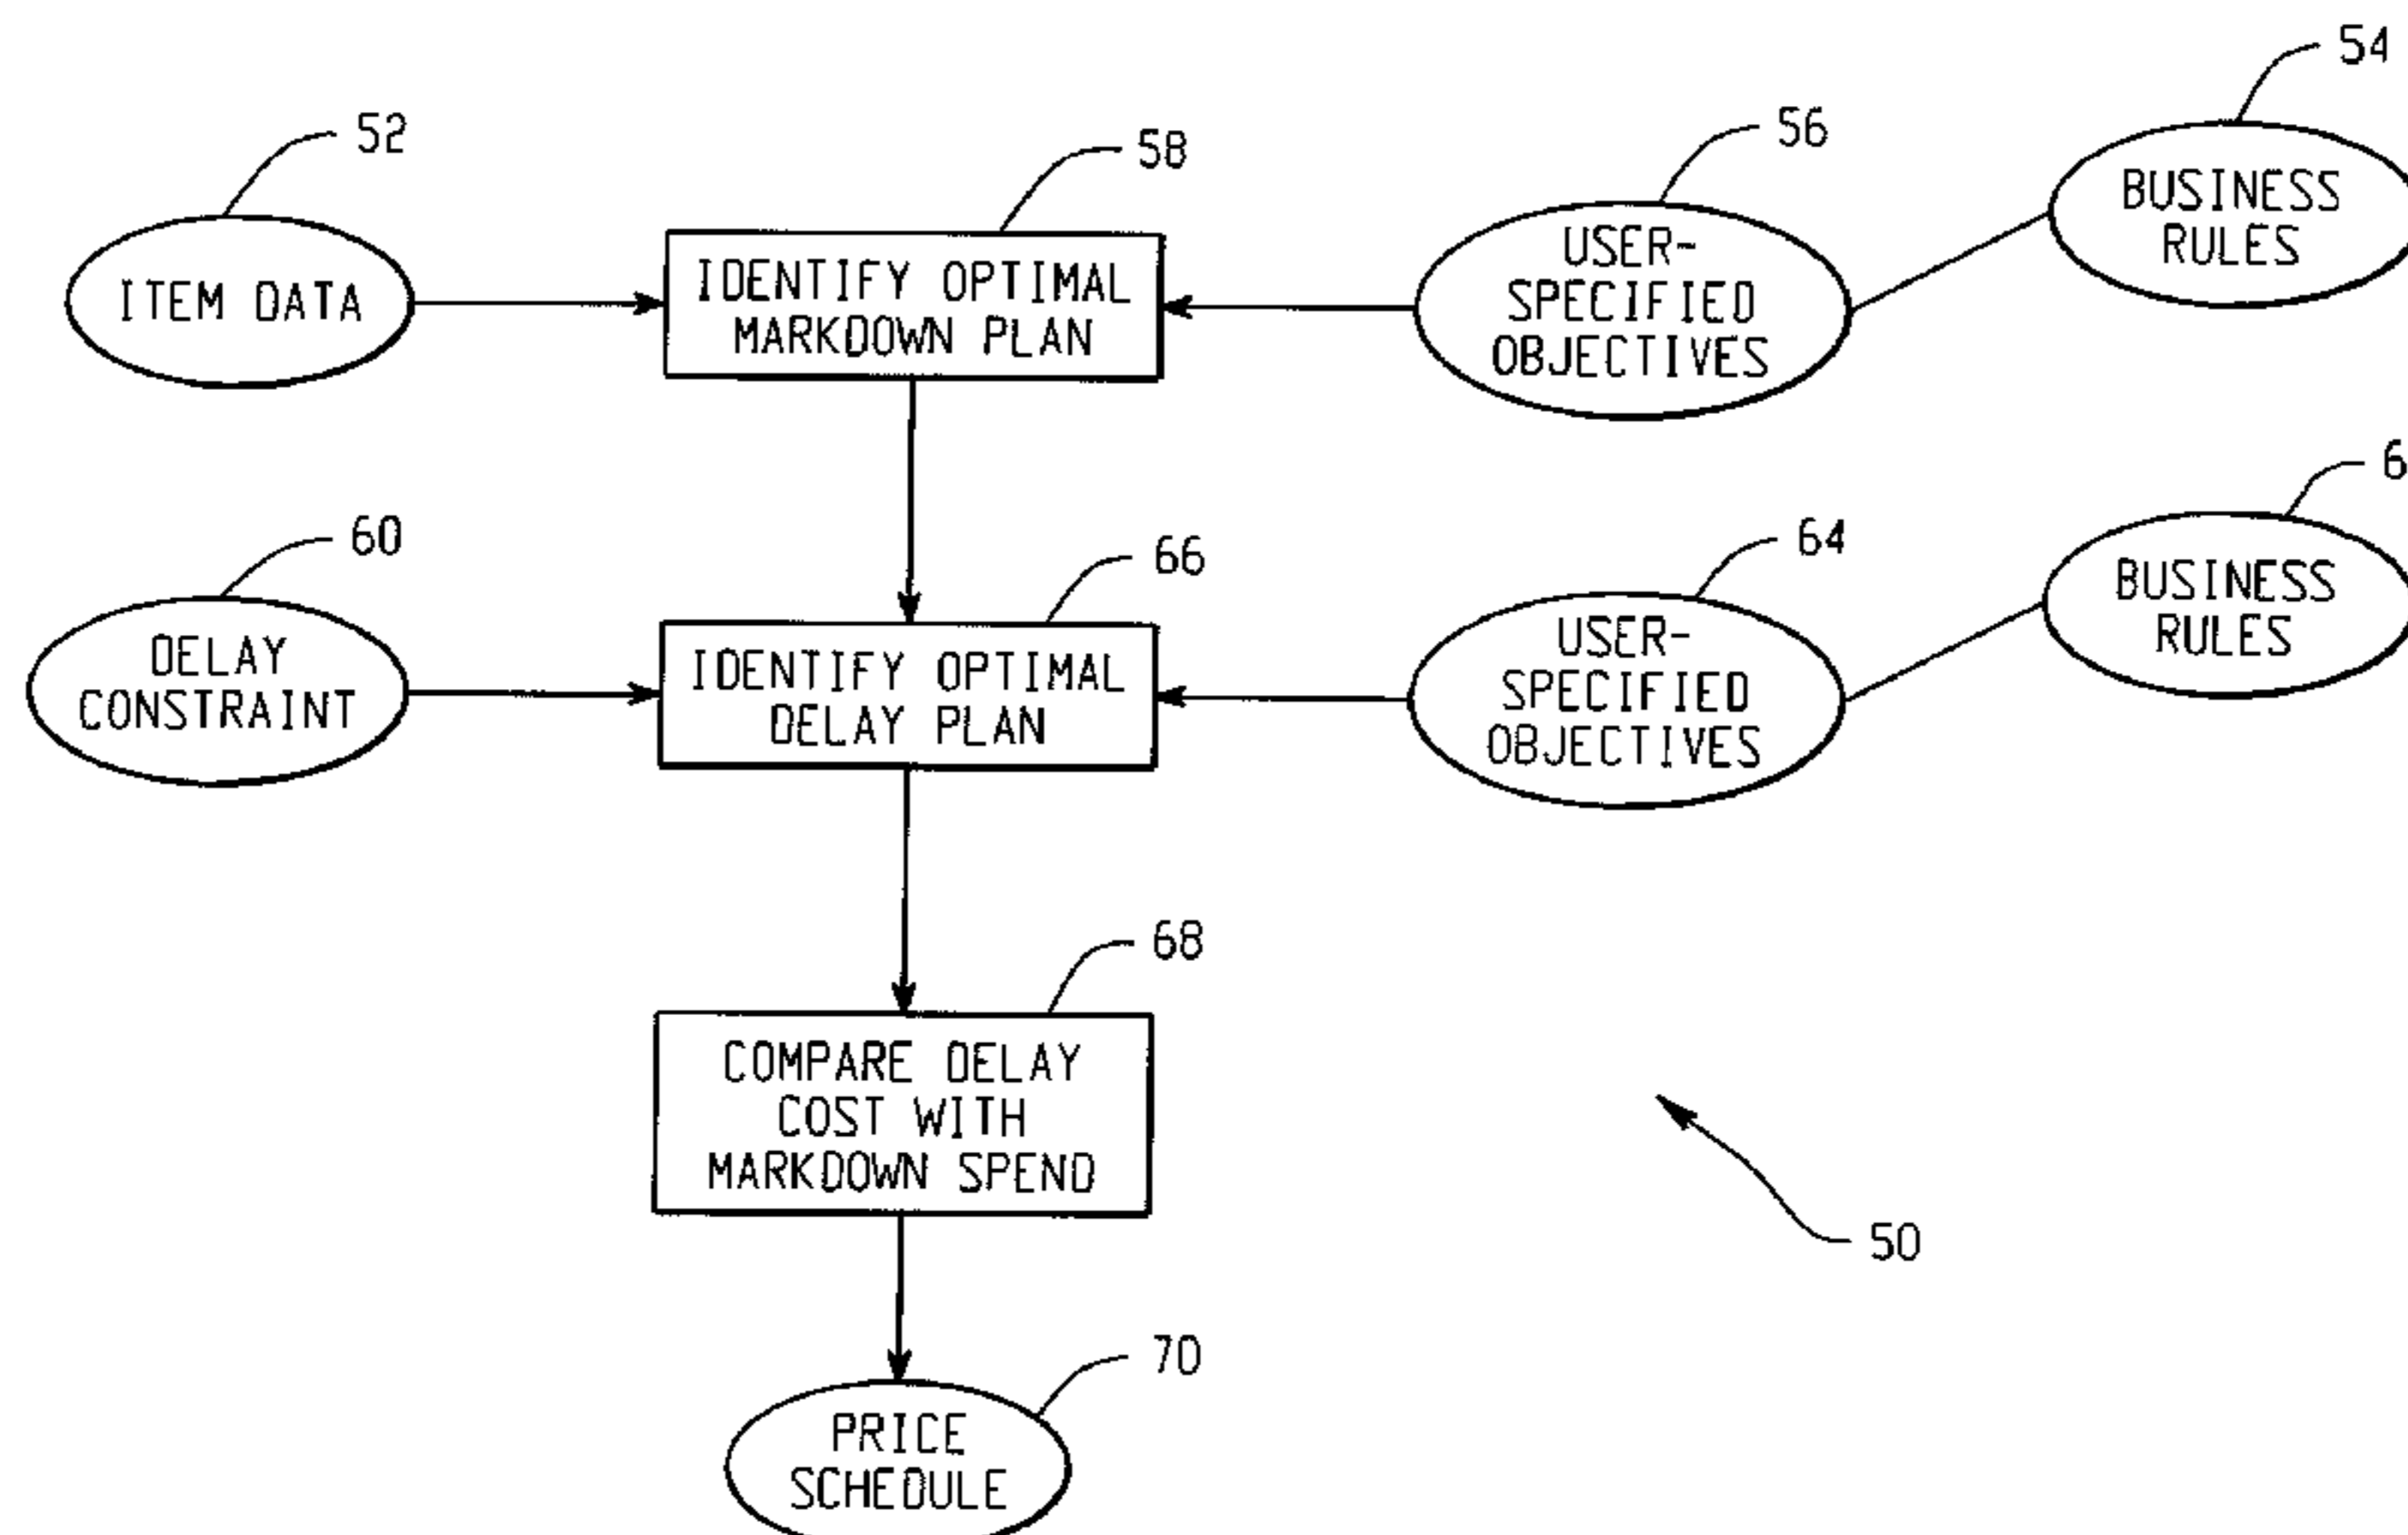 54
52
58
56
BUSINESS
RULES
ITEM DATA
IDENTIFY OPTIMAL
MARKDOWN PLAN
USER-
SPECIFIED
OBJECTIVES
60
66
64
BUSINESS
RULES
DELAY
CONSTRAINT
IDENTIFY OPTIMAL
DELAY PLAN
USER-
SPECIFIED
OBJECTIVES
68
COMPARE DELAY
COST WITH
MARKDOWN SPEND
50
70
PRICE
SCHEDULE